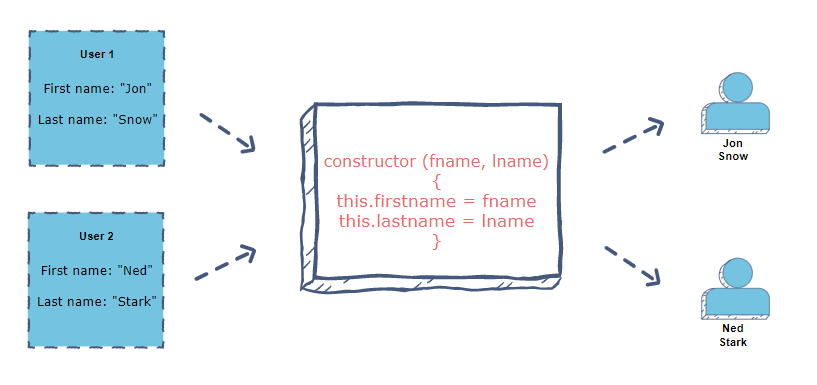 User 1
First name: "Jon"
Last name: "Snow"
User 2
First name: "Ned"
Last name: "Stark"
constructor (fname, lname)
{
this.firstname = fname
this.lastname = lname
}
Jon
Snow
Ned
Stark